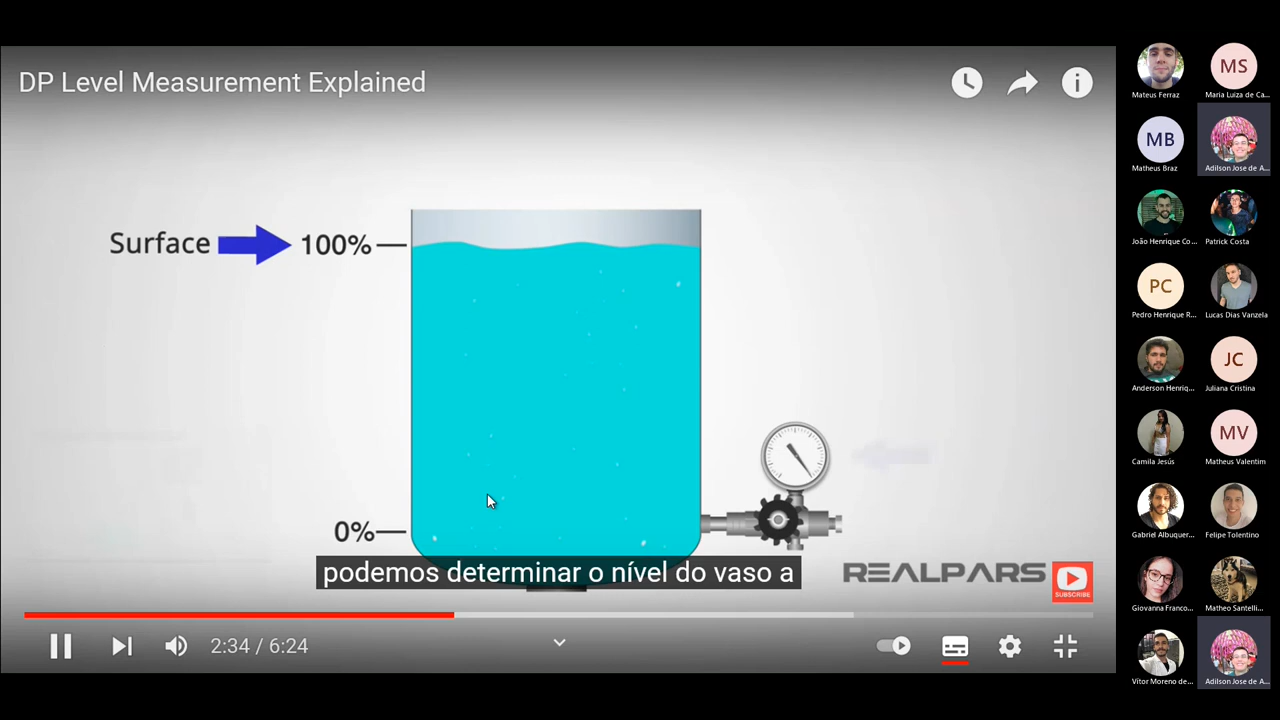 DP Level Measurement Explained
Surface
100%
0%
podemos determinar o nível do vaso a
REALPARS
SUBSCRIBE
2:34 / 6:24
Mateus Ferraz
MS
Maria Luiza de Ca...
MB
Matheus Braz
Adilson Jose de A...
João Henrique Co...
Patrick Costa
PC
Pedro Henrique R...
Lucas Dias Vanzela
Anderson Henriq...
JC
Juliana Cristina
Camila Jesús
MV
Matheus Valentim
Gabriel Albuquer...
Felipe Tolentino
Giovanna Franco...
Matheo Santelli...
Vítor Moreno de...
Adilson Jose de A...